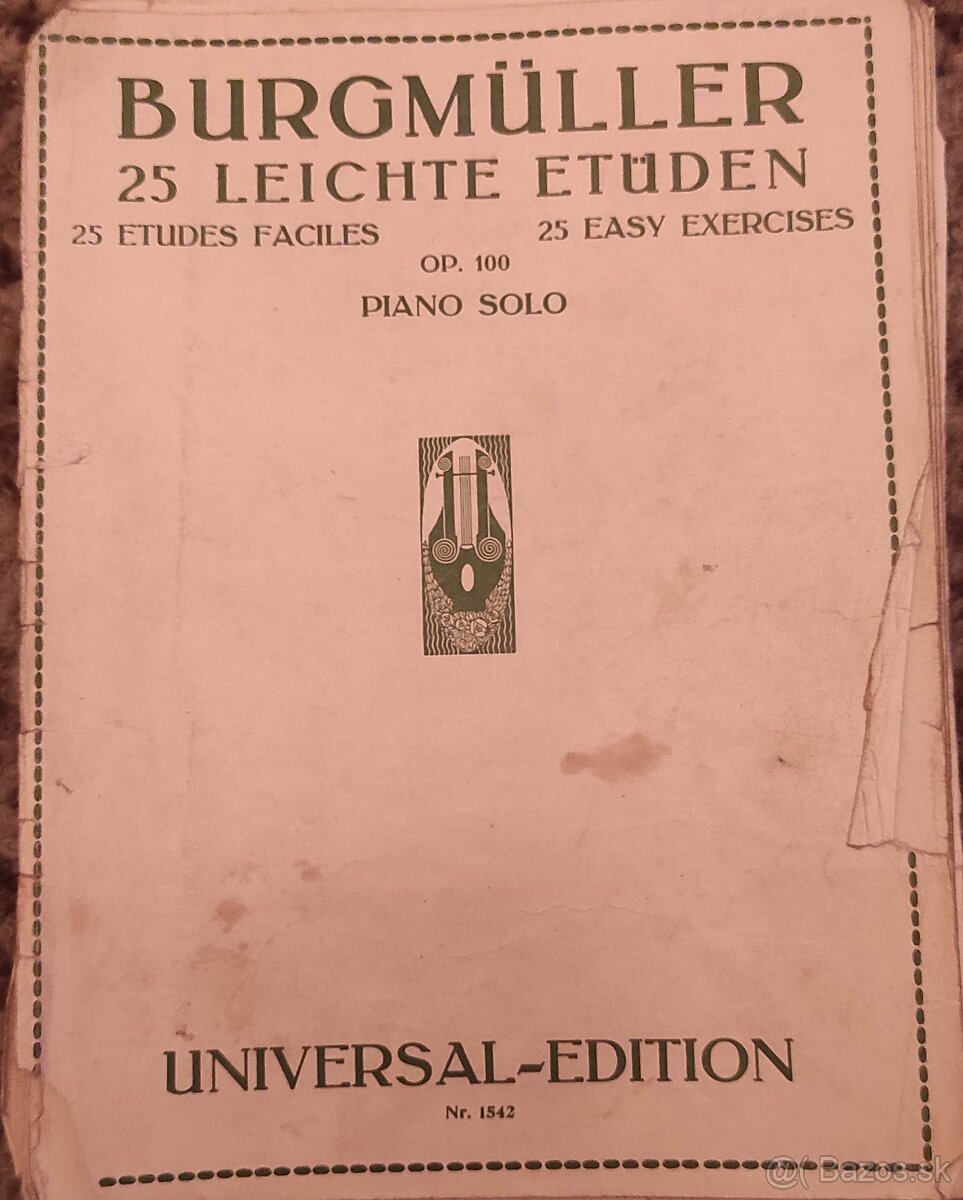 BURGMÜLLER
25 LEICHTE ETÜDEN
25 ETUDES FACILES 25 EASY EXERCISES
OP. 100
PIANO SOLO
UNIVERSAL-EDITION
Nr. 1542
@( Bazos.sk